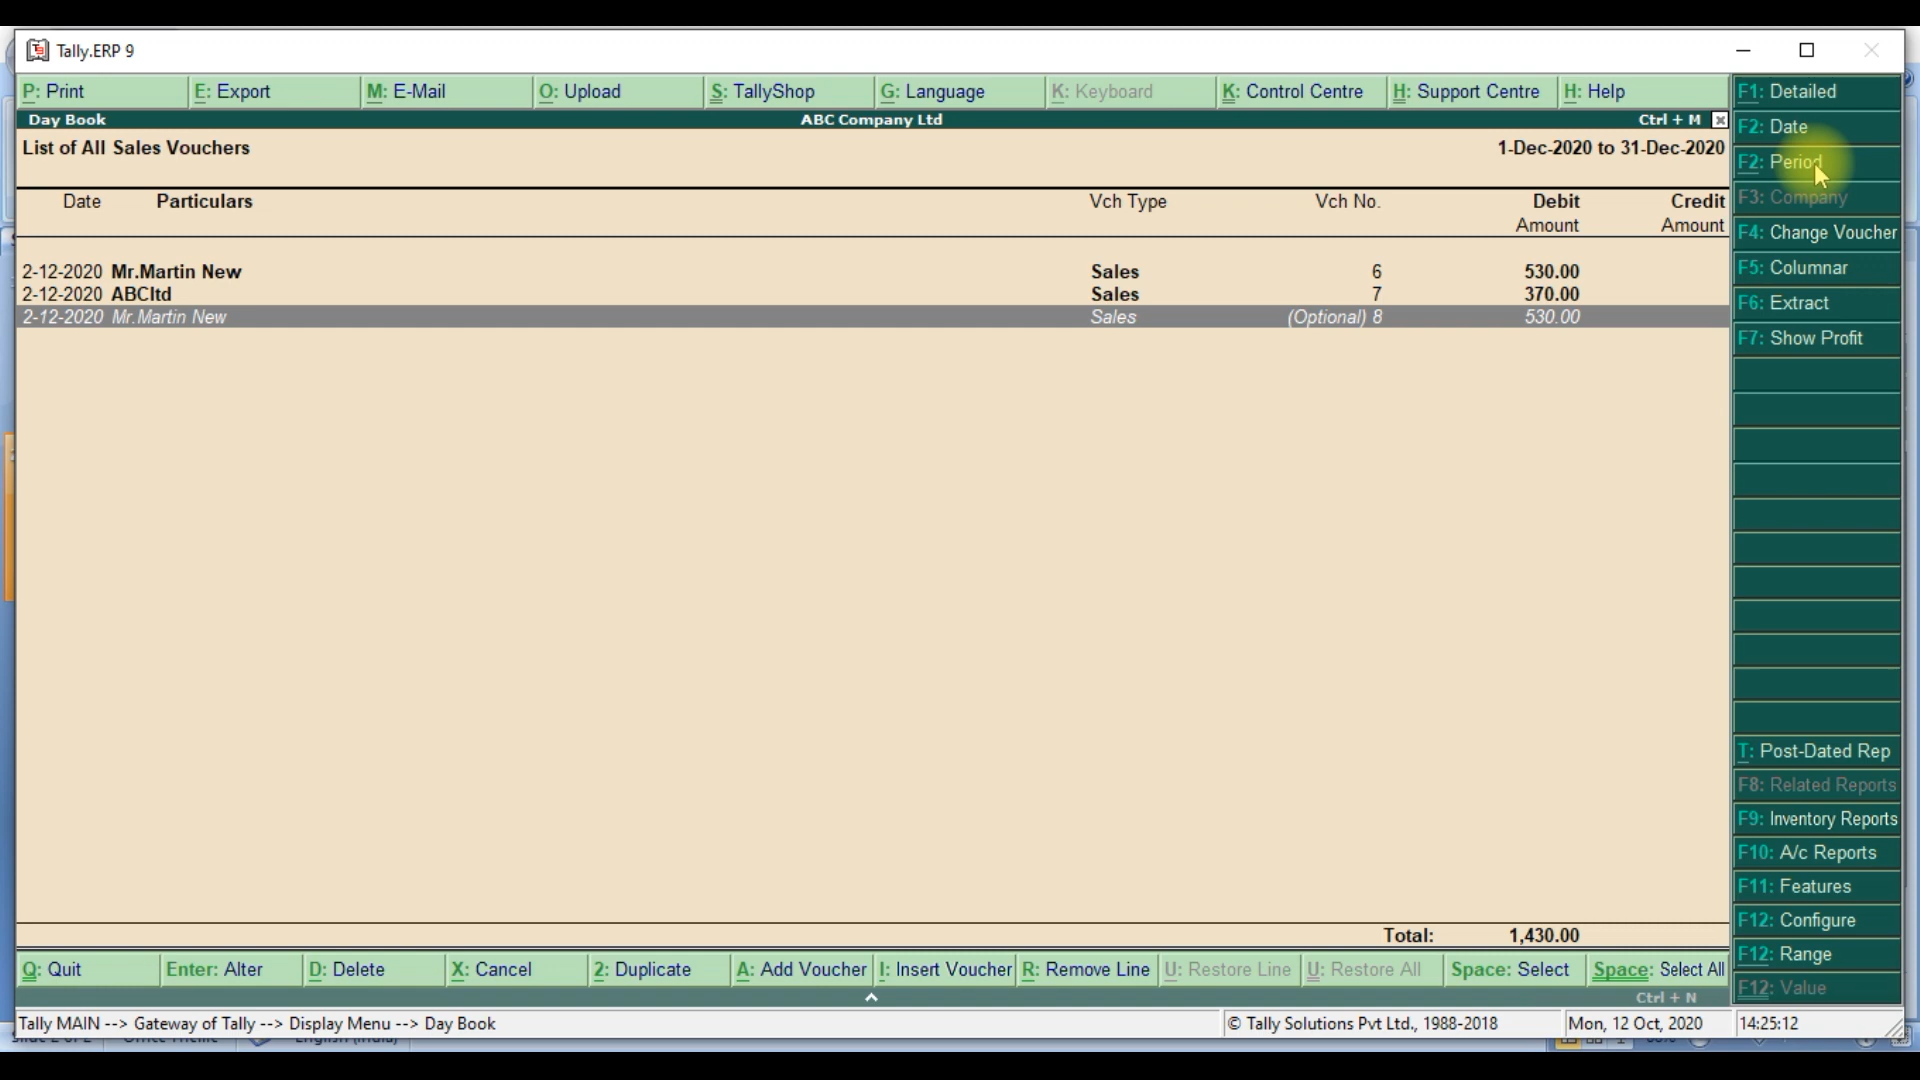 Tally.ERP 9
P: Print E: Export M: E-Mail O: Upload S: TallyShop G: Language K: Keyboard K: Control Centre H: Support Centre H: Help
Day Book ABC Company Ltd Ctrl + M
List of All Sales Vouchers 1-Dec-2020 to 31-Dec-2020
Date Particulars Vch Type Vch No. Debit Credit
Amount Amount
2-12-2020 Mr.Martin New Sales 6 530.00
2-12-2020 ABCltd Sales 7 370.00
2-12-2020 Mr.Martin New Sales (Optional) 8 530.00
Total: 1,430.00
Q: Quit Enter: Alter D: Delete X: Cancel 2: Duplicate A: Add Voucher I: Insert Voucher R: Remove Line U: Restore Line U: Restore All Space: Select Space: Select All
Ctrl + N
Tally MAIN --> Gateway of Tally --> Display Menu --> Day Book © Tally Solutions Pvt Ltd., 1988-2018 Mon, 12 Oct, 2020 14:25:12
F1: Detailed
F2: Date
F2: Period
F3: Company
F4: Change Voucher
F5: Columnar
F6: Extract
F7: Show Profit
T: Post-Dated Rep
F8: Related Reports
F9: Inventory Reports
F10: A/c Reports
F11: Features
F12: Configure
F12: Range
F12: Value